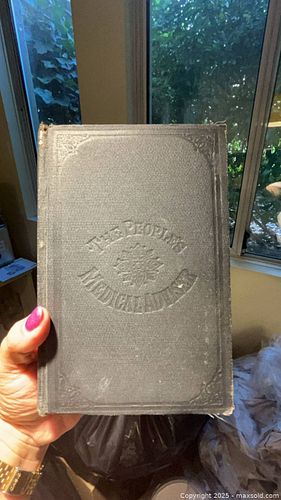 THE PEOPLE'S
MEDICAL ADVISER
Copyright © 2025 - maxsold.com